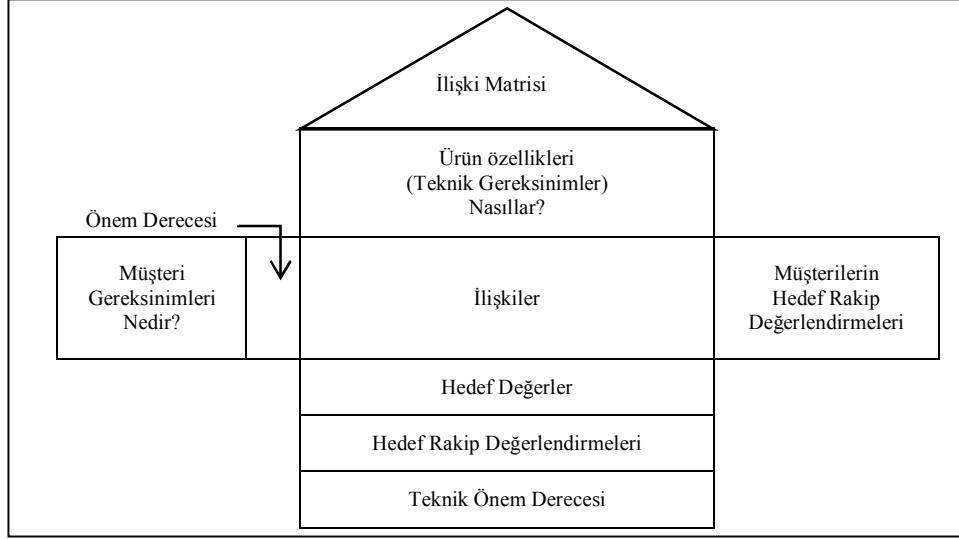 İlişki Matrisi
Ürün özellikleri
(Teknik Gereksinimler)
Nasıllar?
Önem Derecesi
Müşteri
Gereksinimleri
Nedir?
İlişkiler
Müşterilerin
Hedef Rakip
Değerlendirmeleri
Hedef Değerler
Hedef Rakip Değerlendirmeleri
Teknik Önem Derecesi